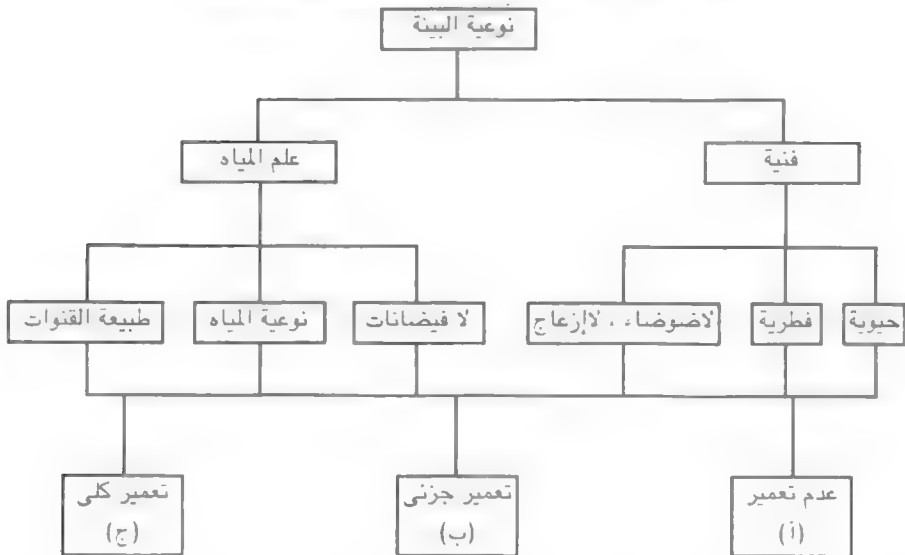 نوعية البيئة
فنية
علم المياه
حيوية
فطرية
لاضوضاء ، لاإزعاج
لا فيضانات
نوعية المياه
طبيعة القنوات
عدم تعمير
(أ)
تعمير جزئى
(ب)
تعمير كلى
(ج)